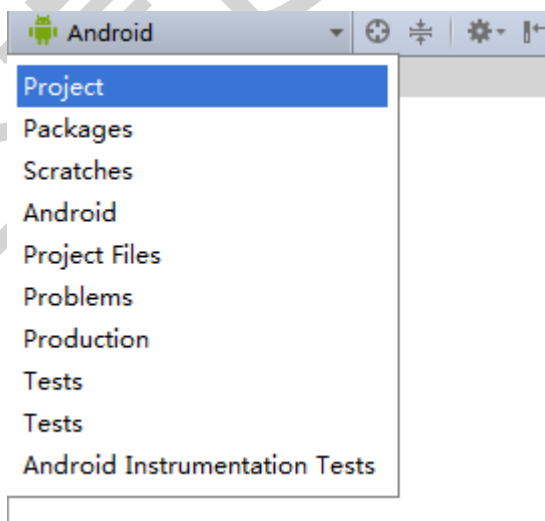 Android
Project
Packages
Scratches
Android
Project Files
Problems
Production
Tests
Tests
Android Instrumentation Tests